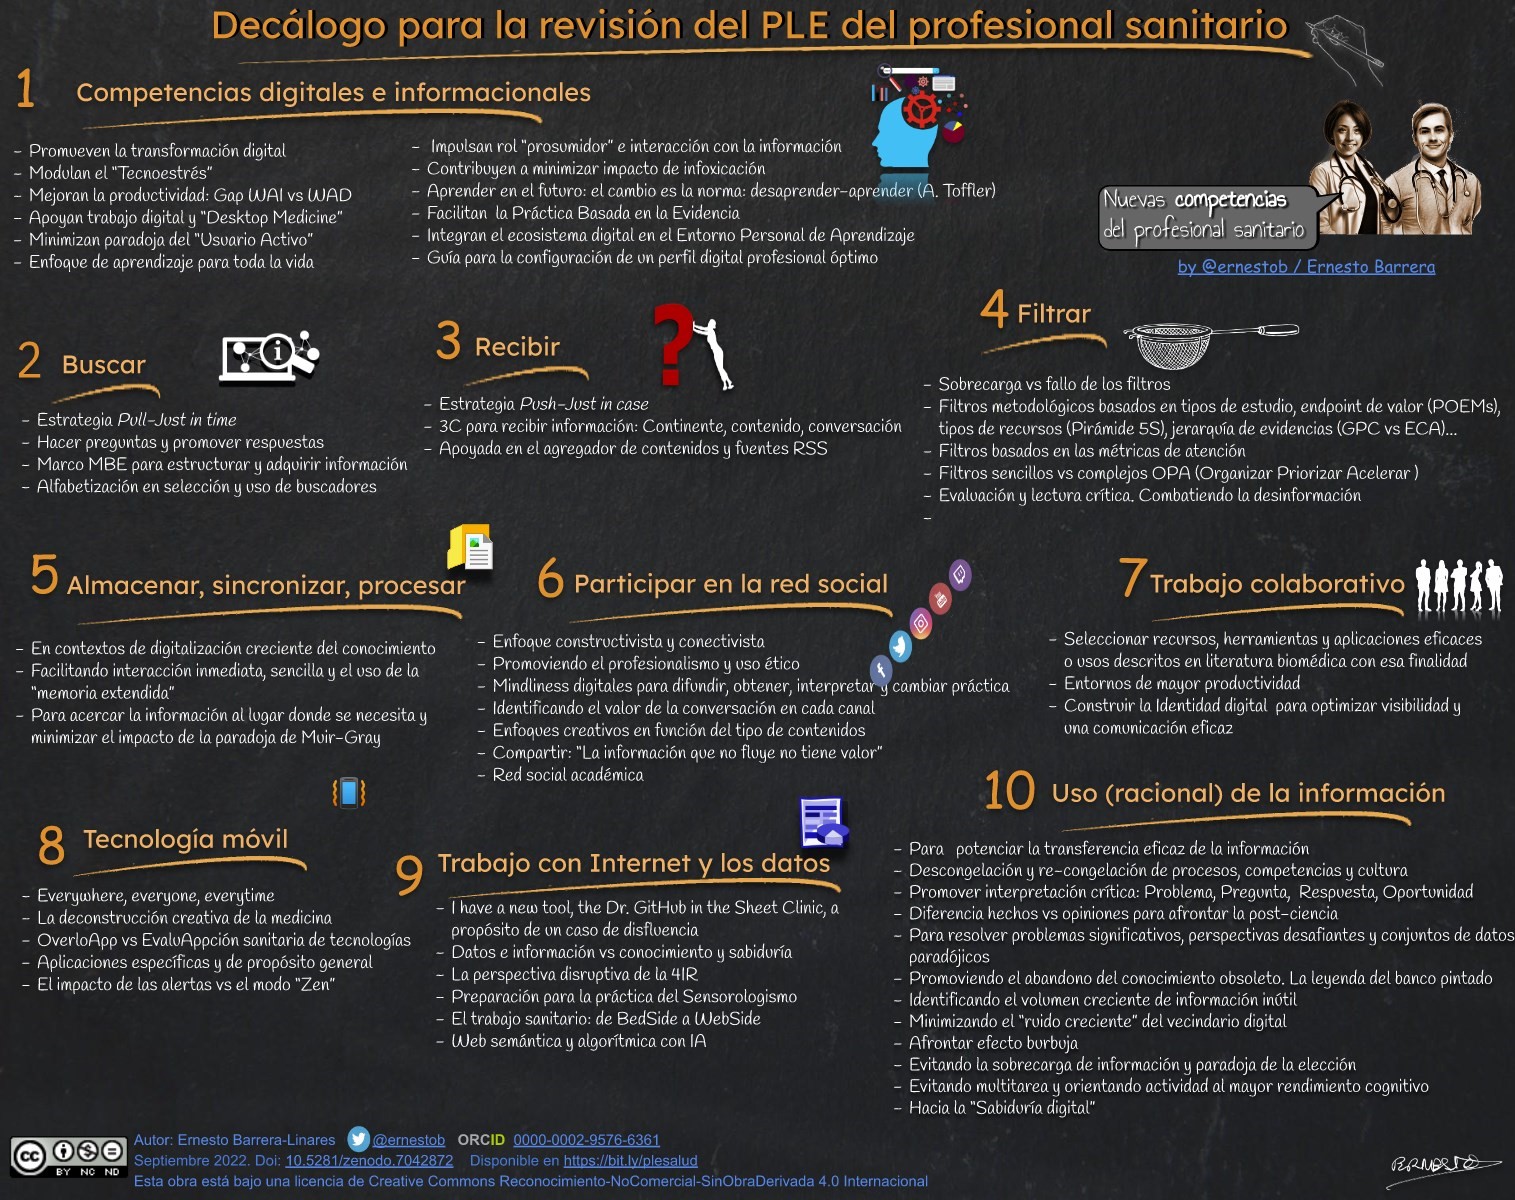 Decálogo para la revisión del PLE del profesional sanitario
1 Competencias digitales e informacionales
- Promueven la transformación digital
- Modulan el “Tecnoestrés”
- Mejoran la productividad: Gap WAI vs WAD
- Apoyan trabajo digital y “Desktop Medicine”
- Minimizan paradoja del “Usuario Activo”
- Enfoque de aprendizaje para toda la vida
- Impulsan rol “prosumidor” e interacción con la información
- Contribuyen a minimizar impacto de infoxicación
- Aprender en el futuro: el cambio es la norma: desaprender-aprender (A. Toffler)
- Facilitan la Práctica Basada en la Evidencia
- Integran el ecosistema digital en el Entorno Personal de Aprendizaje
- Guía para la configuración de un perfil digital profesional óptimo
Nuevas competencias
del profesional sanitario
by @ernestob / Ernesto Barrera
2 Buscar
- Estrategia Pull-Just in time
- Hacer preguntas y promover respuestas
- Marco MBE para estructurar y adquirir información
- Alfabetización en selección y uso de buscadores
3 Recibir
- Estrategia Push-Just in case
- 3C para recibir información: Continente, contenido, conversación
- Apoyada en el agregador de contenidos y fuentes RSS
4 Filtrar
- Sobrecarga vs fallo de los filtros
- Filtros metodológicos basados en tipos de estudio, endpoint de valor (POEMs),
tipos de recursos (Pirámide 5S), jerarquía de evidencias (GPC vs ECA)...
- Filtros basados en las métricas de atención
- Filtros sencillos vs complejos OPA (Organizar Priorizar Acelerar )
- Evaluación y lectura crítica. Combatiendo la desinformación
-
5 Almacenar, sincronizar, procesar
- En contextos de digitalización creciente del conocimiento
- Facilitando interacción inmediata, sencilla y el uso de la
“memoria extendida”
- Para acercar la información al lugar donde se necesita y
minimizar el impacto de la paradoja de Muir-Gray
6 Participar en la red social
- Enfoque constructivista y conectivista
- Promoviendo el profesionalismo y uso ético
- Mindliness digitales para difundir, obtener, interpretar y cambiar práctica
- Identificando el valor de la conversación en cada canal
- Enfoques creativos en función del tipo de contenidos
- Compartir: “La información que no fluye no tiene valor”
- Red social académica
7 Trabajo colaborativo
- Seleccionar recursos, herramientas y aplicaciones eficaces
o usos descritos en literatura biomédica con esa finalidad
- Entornos de mayor productividad
- Construir la Identidad digital para optimizar visibilidad y
una comunicación eficaz
8 Tecnología móvil
- Everywhere, everyone, everytime
- La deconstrucción creativa de la medicina
- OverloApp vs EvaluAppción sanitaria de tecnologías
- Aplicaciones específicas y de propósito general
- El impacto de las alertas vs el modo “Zen”
9 Trabajo con Internet y los datos
- I have a new tool, the Dr. GitHub in the Sheet Clinic, a
propósito de un caso de disfluencia
- Datos e información vs conocimiento y sabiduría
- La perspectiva disruptiva de la 4IR
- Preparación para la práctica del Sensorologismo
- El trabajo sanitario: de BedSide a WebSide
- Web semántica y algorítmica con IA
10 Uso (racional) de la información
- Para potenciar la transferencia eficaz de la información
- Descongelación y re-congelación de procesos, competencias y cultura
- Promover interpretación crítica: Problema, Pregunta, Respuesta, Oportunidad
- Diferencia hechos vs opiniones para afrontar la post-ciencia
- Para resolver problemas significativos, perspectivas desafiantes y conjuntos de datos
paradójicos
- Promoviendo el abandono del conocimiento obsoleto. La leyenda del banco pintado
- Identificando el volumen creciente de información inútil
- Minimizando el “ruido creciente” del vecindario digital
- Afrontar efecto burbuja
- Evitando la sobrecarga de información y paradoja de la elección
- Evitando multitarea y orientando actividad al mayor rendimiento cognitivo
- Hacia la “Sabiduría digital”
cc BY NC ND
Autor: Ernesto Barrera-Linares @ernestob ORCID 0000-0002-9576-6361
Septiembre 2022. Doi: 10.5281/zenodo.7042872 Disponible en https://bit.ly/plesalud
Esta obra está bajo una licencia de Creative Commons Reconocimiento-NoComercial-SinObraDerivada 4.0 Internacional
ERNESTO